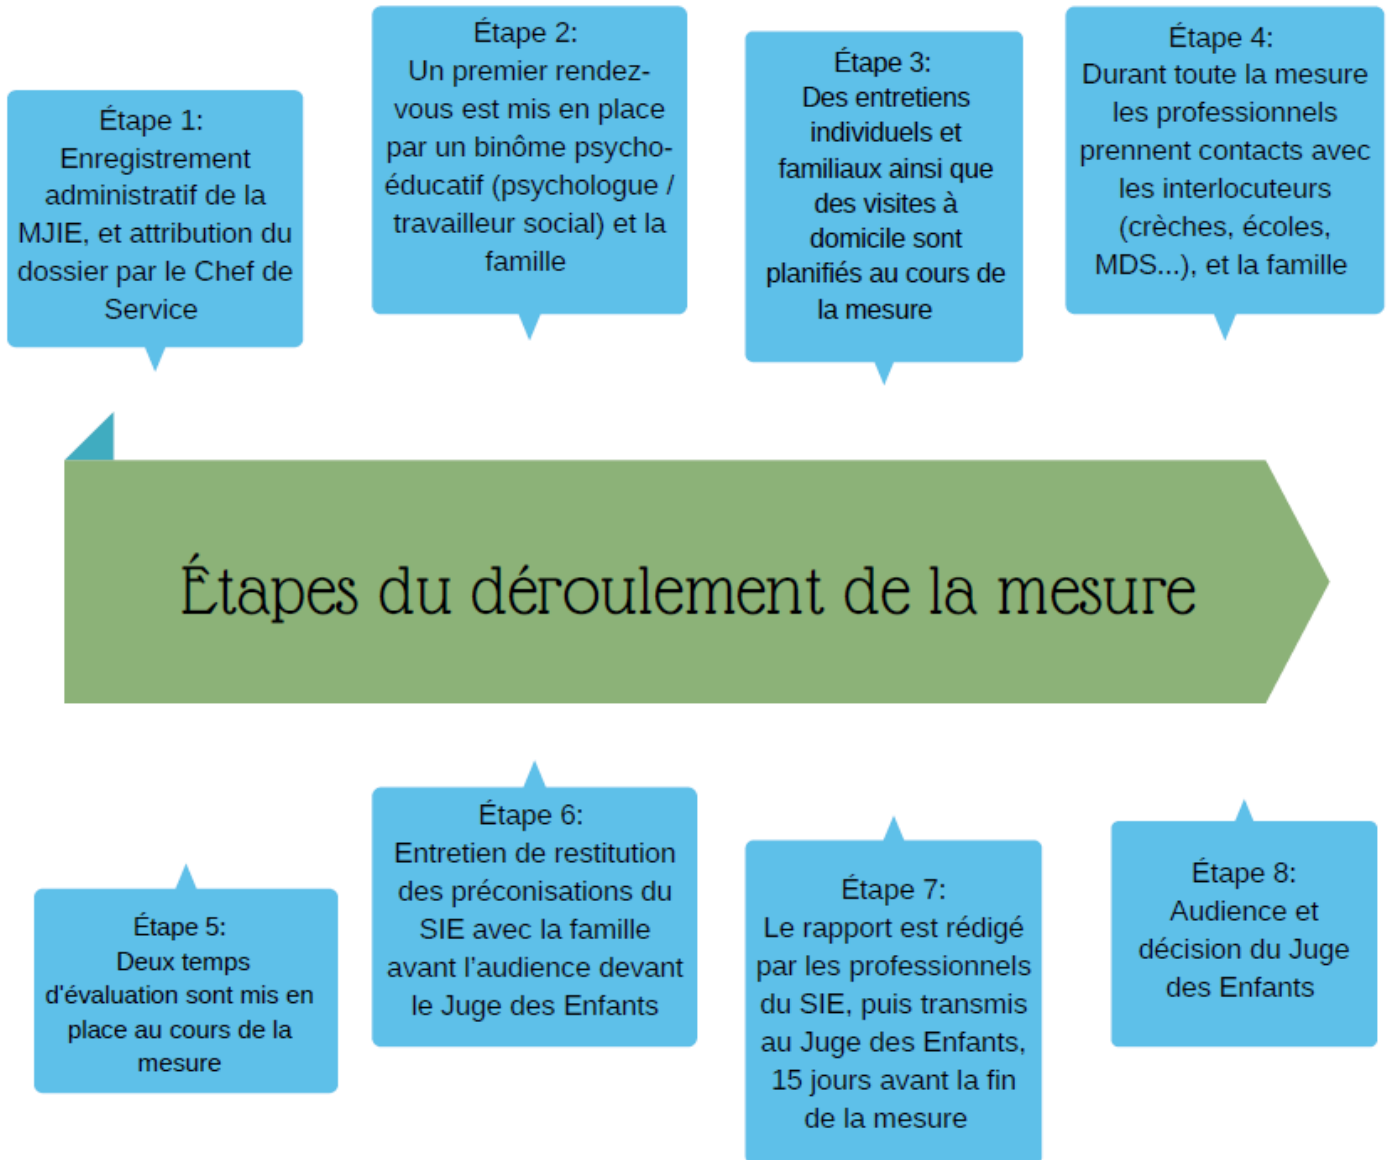 Étape 1:
Enregistrement
administratif de la
MJIE, et attribution du
dossier par le Chef de
Service
Étape 2:
Un premier rendez-
vous est mis en place
par un binôme psycho-
éducatif (psychologue /
travailleur social) et la
famille
Étape 3:
Des entretiens
individuels et
familiaux ainsi que
des visites à
domicile sont
planifiés au cours de
la mesure
Étape 4:
Durant toute la mesure
les professionnels
prennent contacts avec
les interlocuteurs
(crèches, écoles,
MDS...), et la famille
Étapes du déroulement de la mesure
Étape 5:
Deux temps
d'évaluation sont mis en
place au cours de la
mesure
Étape 6:
Entretien de restitution
des préconisations du
SIE avec la famille
avant l'audience devant
le Juge des Enfants
Étape 7:
Le rapport est rédigé
par les professionnels
du SIE, puis transmis
au Juge des Enfants,
15 jours avant la fin
de la mesure
Étape 8:
Audience et
décision du Juge
des Enfants